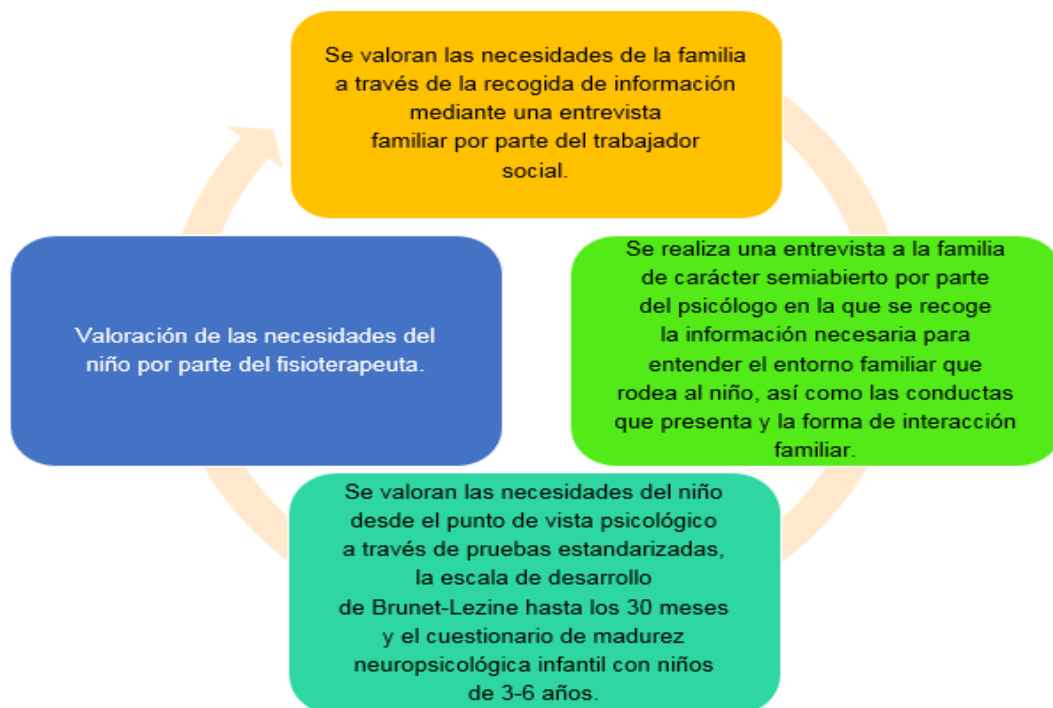 Se valoran las necesidades de la familia
a través de la recogida de información
mediante una entrevista
familiar por parte del trabajador
social.
Se realiza una entrevista a la familia
de carácter semiabierto por parte
del psicólogo en la que se recoge
la información necesaria para
entender el entorno familiar que
rodea al niño, así como las conductas
que presenta y la forma de interacción
familiar.
Se valoran las necesidades del niño
desde el punto de vista psicológico
a través de pruebas estandarizadas,
la escala de desarrollo
de Brunet-Lezine hasta los 30 meses
y el cuestionario de madurez
neuropsicológica infantil con niños
de 3-6 años.
Valoración de las necesidades del
niño por parte del fisioterapeuta.